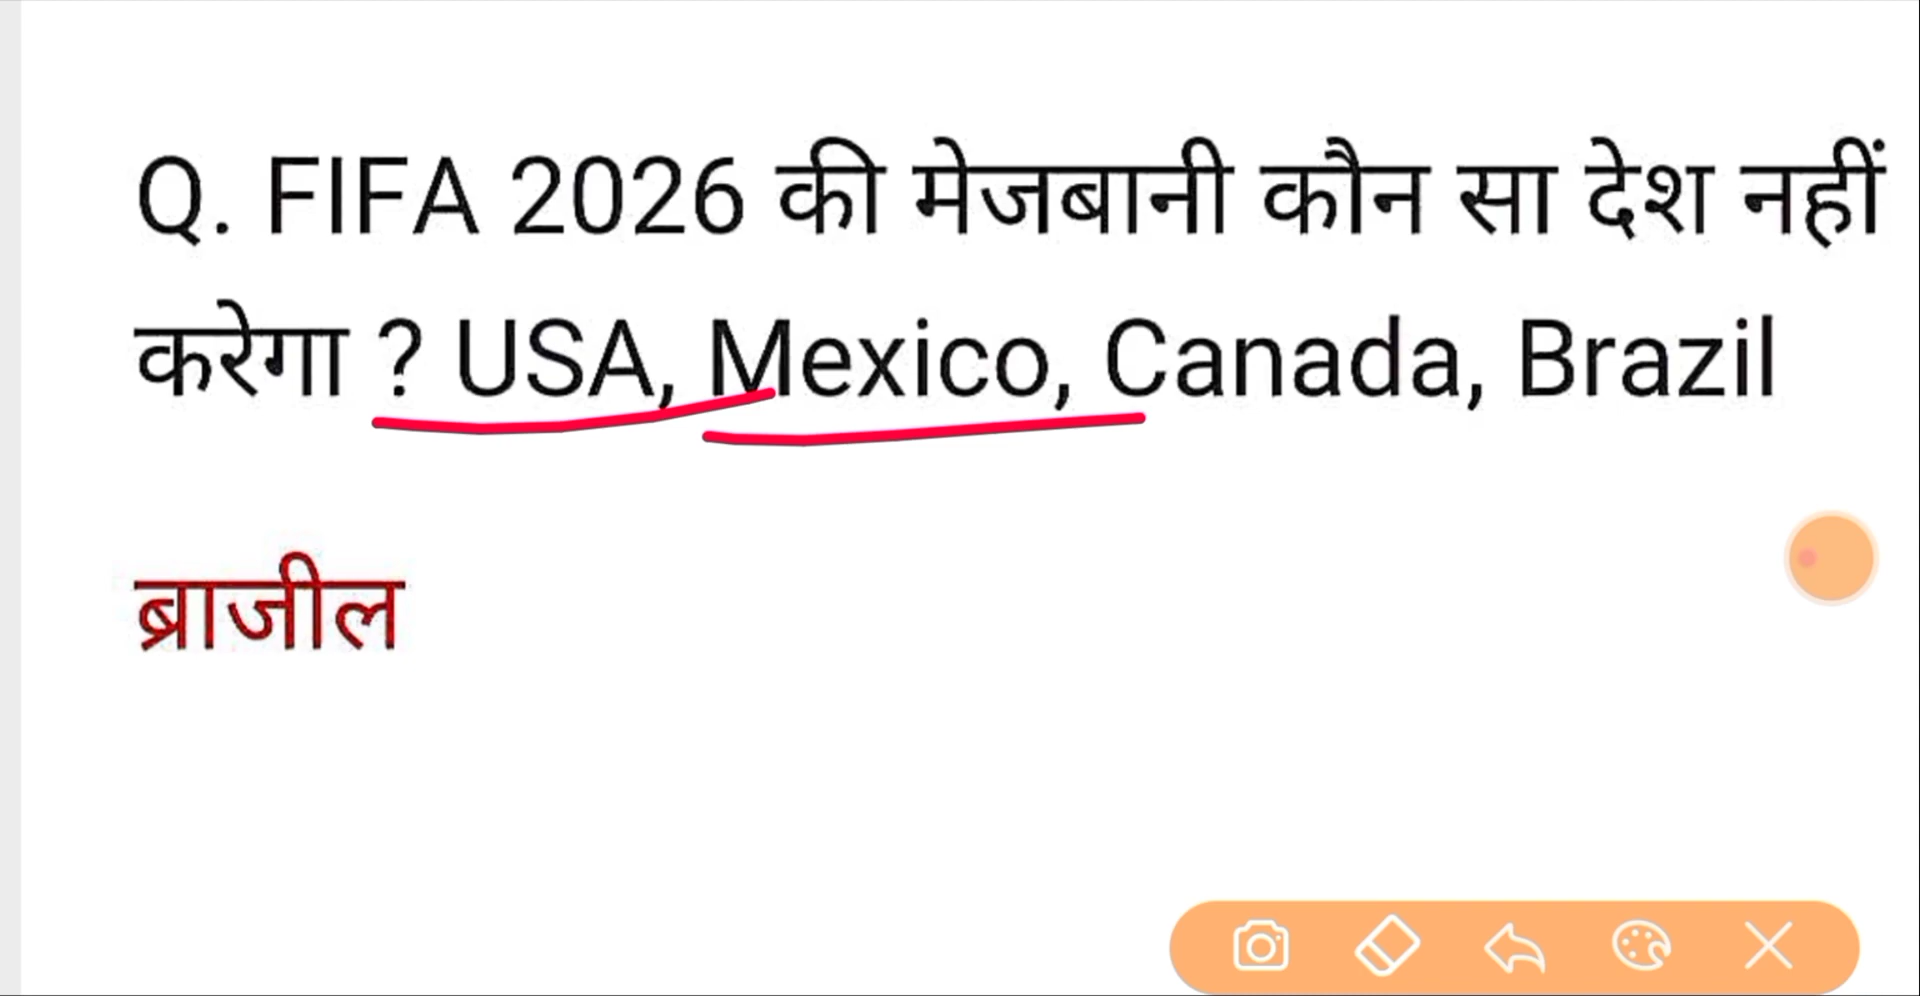 Q. FIFA 2026 की मेजबानी कौन सा देश नहीं
करेगा ? USA, Mexico, Canada, Brazil
ब्राजील